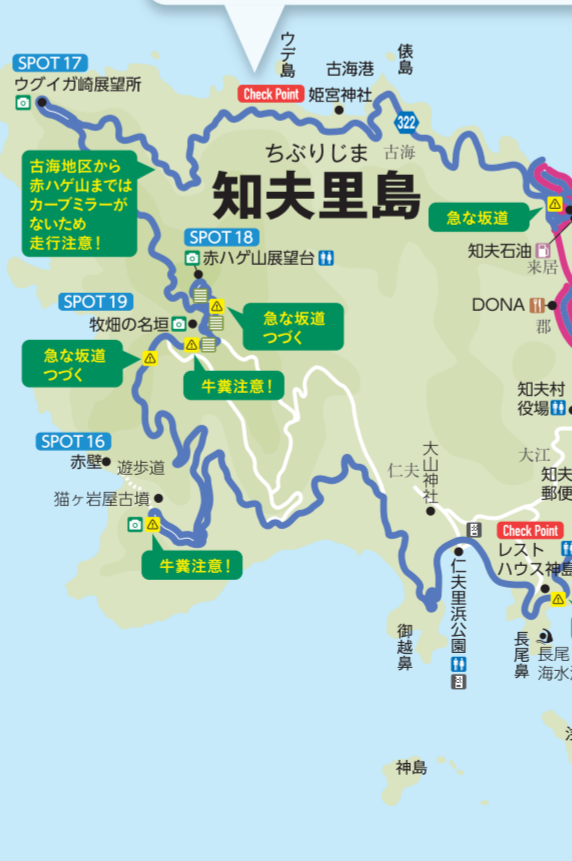 ウデ島
俵島
SPOT 17
ウグイガ崎展望所
古海港
Check Point
姫宮神社
322
ちぶりじま
古海
知夫里島
古海地区から
赤ハゲ山までは
カーブミラーが
ないため
走行注意!
急な坂道
知夫石油
来居
SPOT 18
赤ハゲ山展望台
SPOT 19
牧畑の名垣
急な坂道
つづく
DONA
郡
急な坂道
つづく
牛糞注意!
知夫村
役場
SPOT 16
赤壁
遊歩道
大山神社
仁夫
大江
知夫
郵便
猫ヶ岩屋古墳
Check Point
レスト
ハウス神島
牛糞注意!
仁夫里浜公園
御越鼻
長尾鼻
長尾
海水
神島